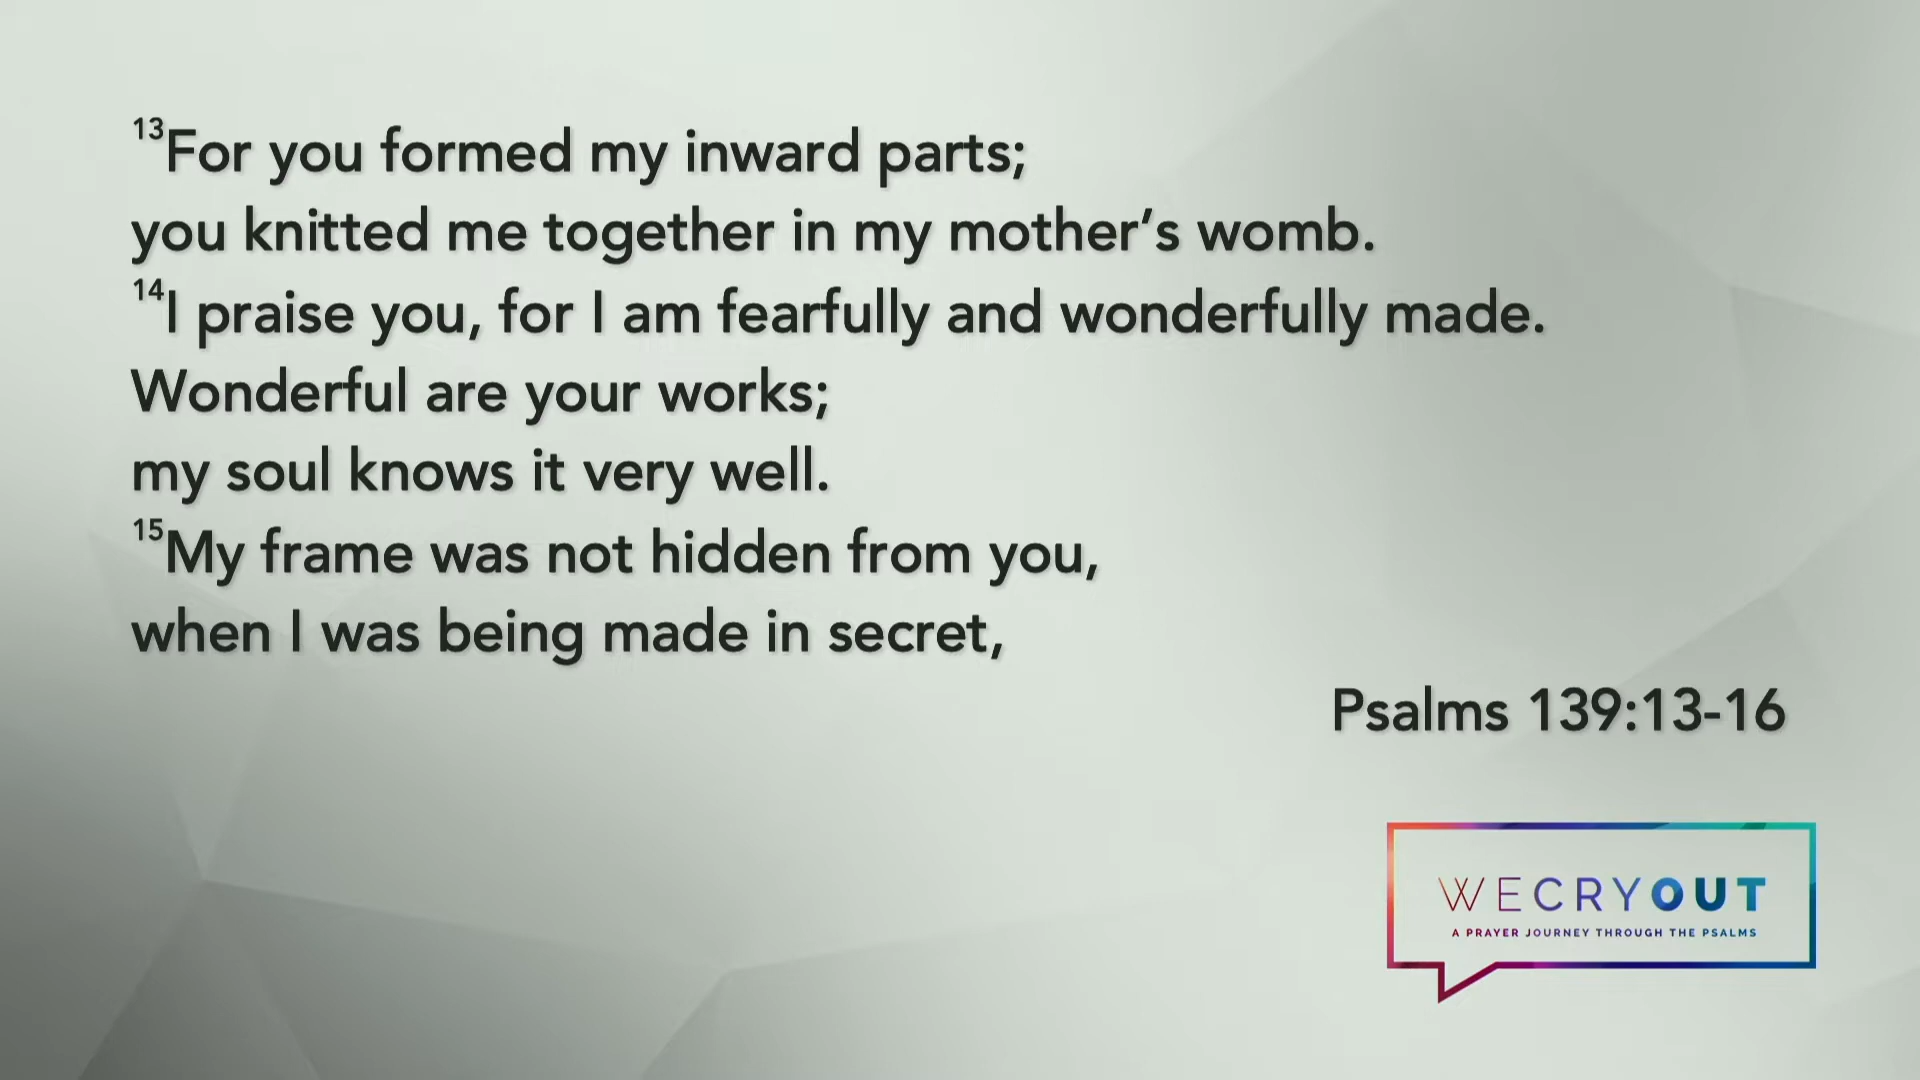 13For you formed my inward parts;
you knitted me together in my mother’s womb.
14I praise you, for I am fearfully and wonderfully made.
Wonderful are your works;
my soul knows it very well.
15My frame was not hidden from you,
when I was being made in secret,
Psalms 139:13-16
WECRYOUT
A PRAYER JOURNEY THROUGH THE PSALMS